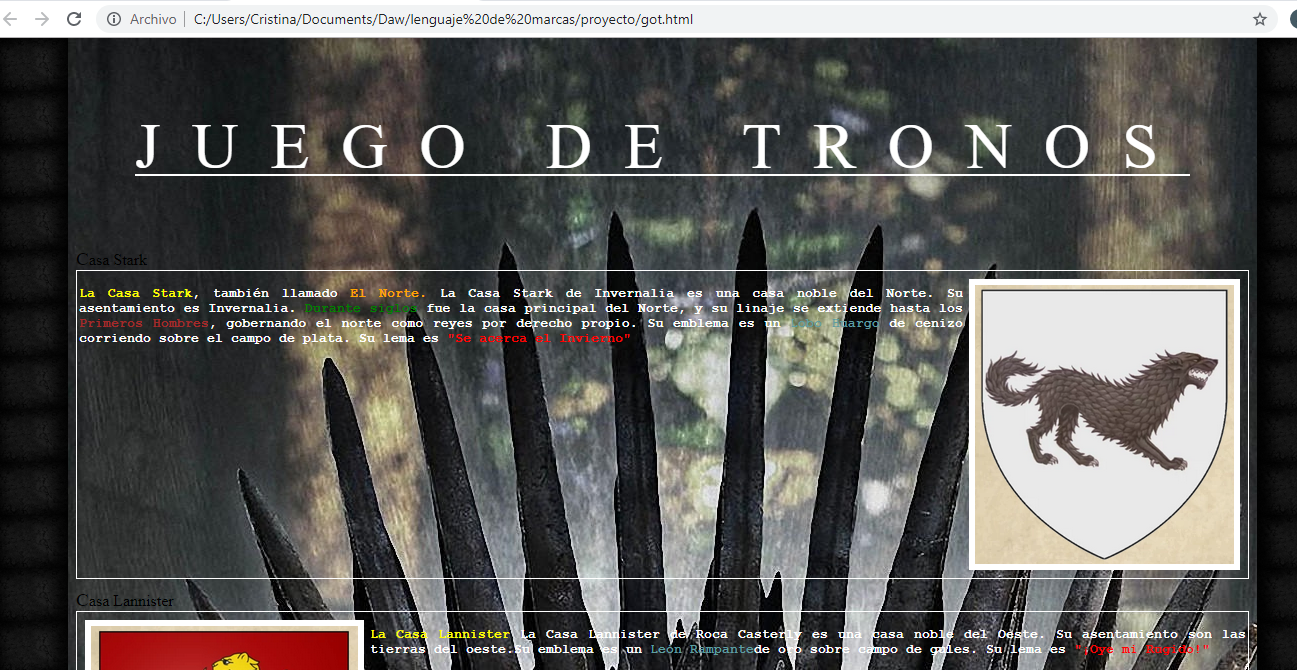 Archivo | C:/Users/Cristina/Documents/Daw/lenguaje%20de%20marcas/proyecto/got.html
JUEGO DE TRONOS
Casa Stark
La Casa Stark, también llamado El Norte. La Casa Stark de Invernalia es una casa noble del Norte. Su
asentamiento es Invernalia. Durante siglos fue la casa principal del Norte, y su linaje se extiende hasta los
Primeros Hombres, gobernando el norte como reyes por derecho propio. Su emblema es un lobo huargo de cenizo
corriendo sobre el campo de plata. Su lema es "Se acerca el Invierno"
Casa Lannister
La Casa Lannister La Casa Lannister de Roca Casterly es una casa noble del Oeste. Su asentamiento son las
tierras del oeste.Su emblema es un León Rampantede oro sobre campo de gules. Su lema es "¡Oye mi Rugido!"